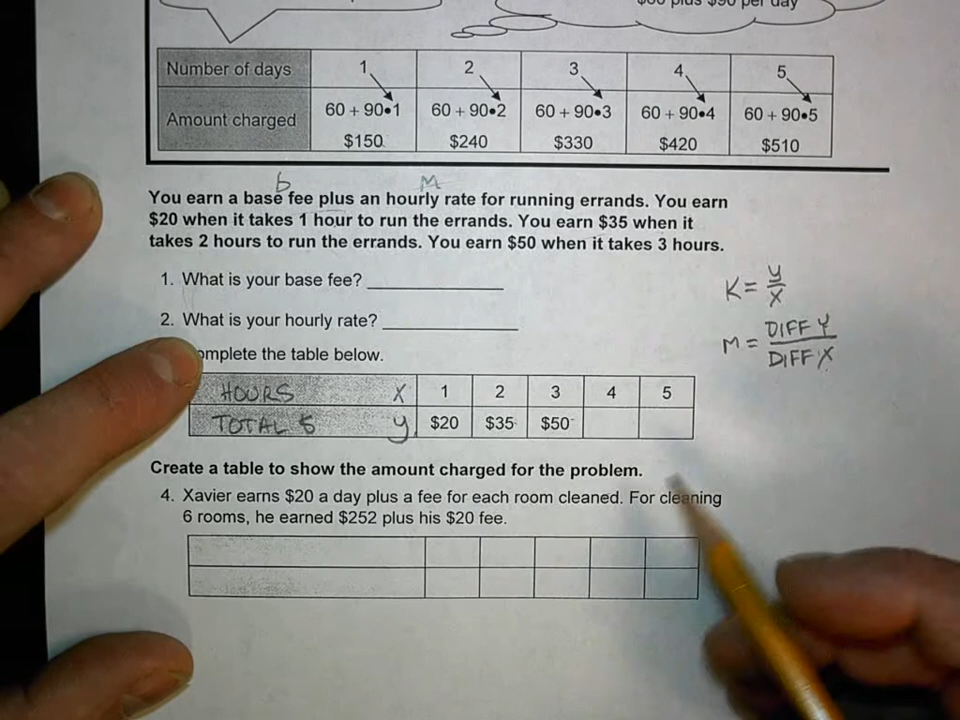 $60 plus $90 per day
Number of days 1 2 3 4 5
Amount charged 60 + 90•1 60 + 90•2 60 + 90•3 60 + 90•4 60 + 90•5
$150 $240 $330 $420 $510
b M
You earn a base fee plus an hourly rate for running errands. You earn
$20 when it takes 1 hour to run the errands. You earn $35 when it
takes 2 hours to run the errands. You earn $50 when it takes 3 hours.
1. What is your base fee?
2. What is your hourly rate?
K = y/x
M = DIFF Y/DIFF X
omplete the table below.
HOURS X 1 2 3 4 5
TOTAL $ y $20 $35 $50
Create a table to show the amount charged for the problem.
4. Xavier earns $20 a day plus a fee for each room cleaned. For cleaning
6 rooms, he earned $252 plus his $20 fee.